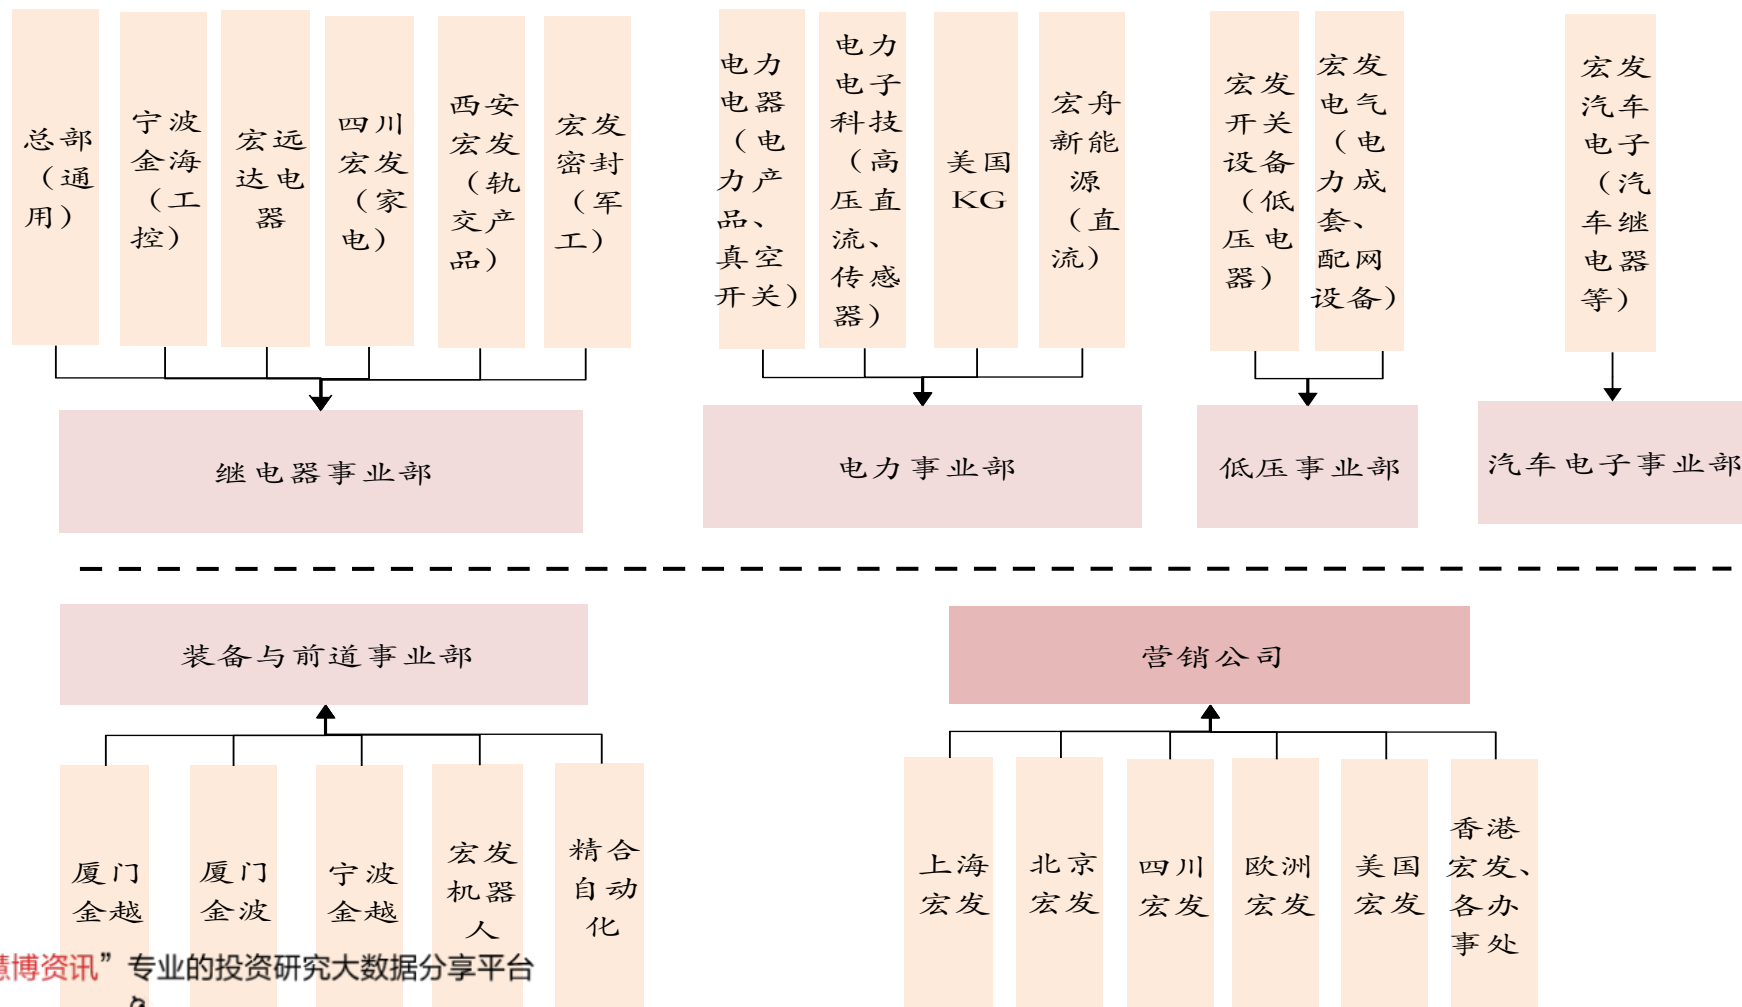 总部
（通
用）
宁波
金海
（工
控）
宏远
达电
器
四川
宏发
（家
电）
西安
宏发
（轨
交产
品）
宏发
密封
（军
工）
电力
电器
（电
力产
品、
真空
开关）
电力
电子
科技
（高
压直
流、
传感
器）
美国
KG
宏舟
新能
源
（直
流）
宏发
开关
设备
（低
压电
器）
宏发
电气
（电
力成
套、
配网
设备）
宏发
汽车
电子
（汽
车继
电器
等）
继电器事业部
电力事业部
低压事业部
汽车电子事业部
装备与前道事业部
营销公司
厦门
金越
厦门
金波
宁波
金越
宏发
机器
人
精合
自动
化
上海
宏发
北京
宏发
四川
宏发
欧洲
宏发
美国
宏发
香港
宏发、
各办
事处
慧博资讯”专业的投资研究大数据分享平台